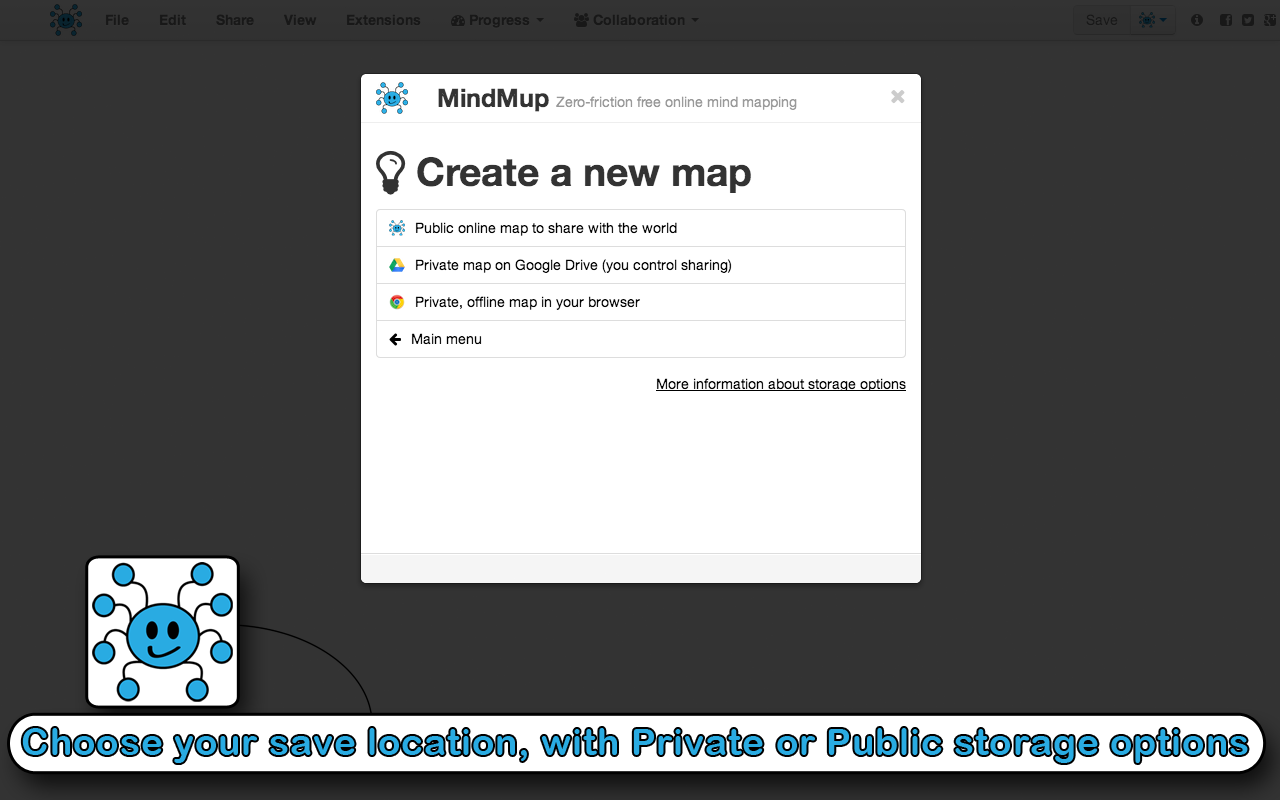 File Edit Share View Extensions Progress Collaboration Save
MindMup Zero-friction free online mind mapping
Create a new map
Public online map to share with the world
Private map on Google Drive (you control sharing)
Private, offline map in your browser
Main menu
More information about storage options
Choose your save location, with Private or Public storage options